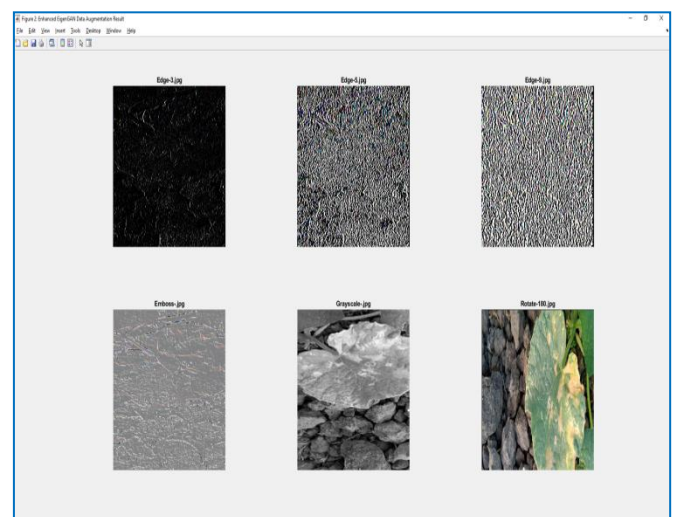 Figure 2: Enhanced EigenGAN Data Augmentation Result
File Edit View Insert Tools Desktop Window Help
Edge-3.jpg Edge-5.jpg Edge-9.jpg
Emboss-.jpg Grayscale-.jpg Rotate-180.jpg